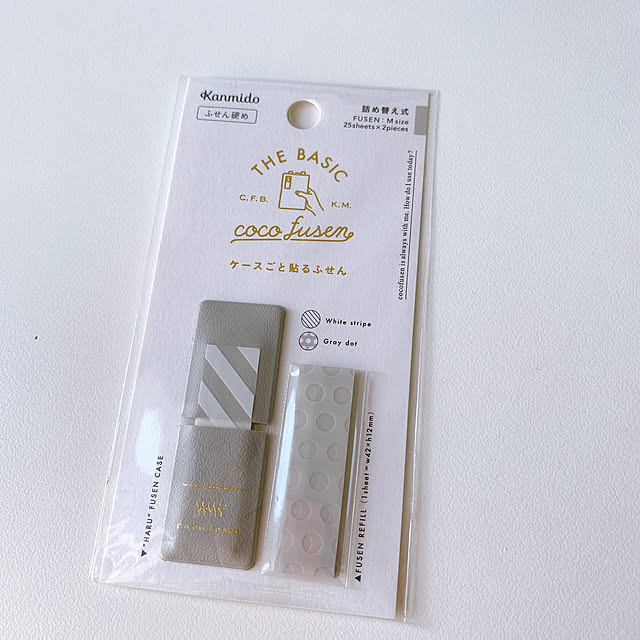 Kanmido
ふせん硬め
詰め替え式
FUSEN : M size
25sheets×2pieces
THE BASIC
C.F.B. K.M.
coco fusen
ケースごと貼るふせん
cocofusen is always with me. How do I use today?
White stripe
Gray dot
▼"HARU" FUSEN CASE
▲FUSEN REFILL (1sheet=w42×h12mm)